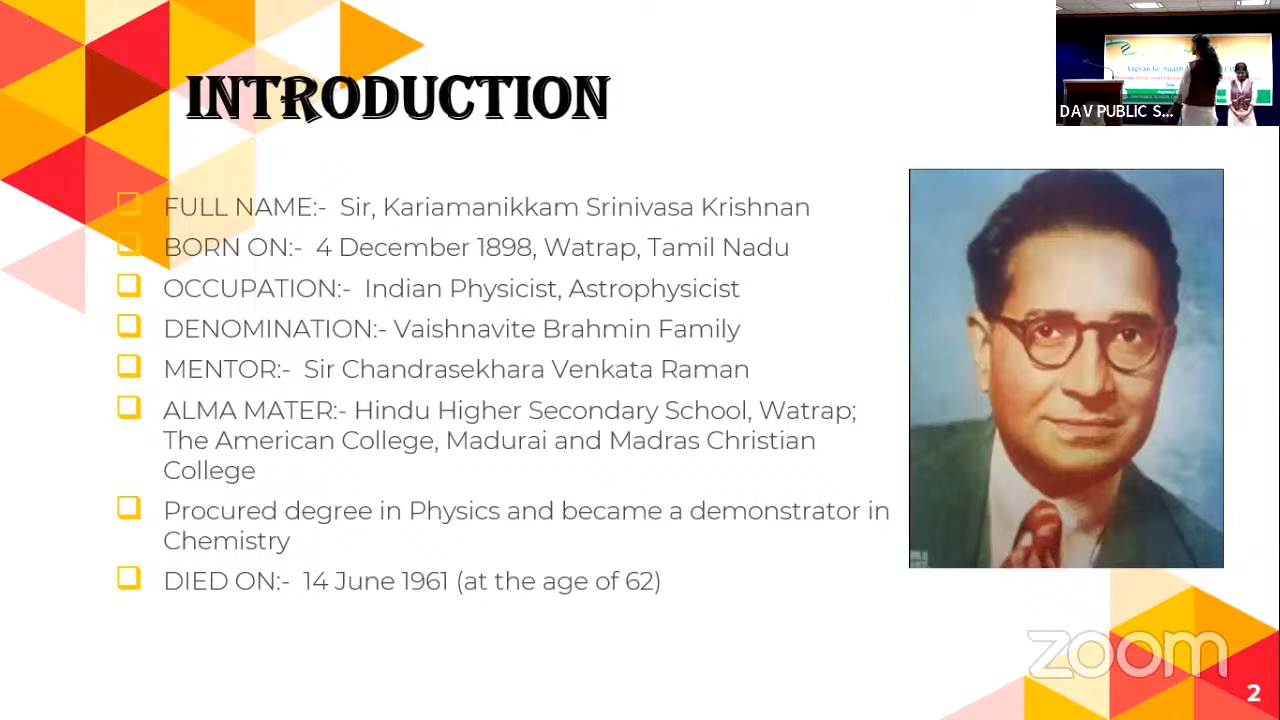 INTRODUCTION
FULL NAME:- Sir, Kariamanikkam Srinivasa Krishnan
BORN ON:- 4 December 1898, Watrap, Tamil Nadu
OCCUPATION:- Indian Physicist, Astrophysicist
DENOMINATION:- Vaishnavite Brahmin Family
MENTOR:- Sir Chandrasekhara Venkata Raman
ALMA MATER:- Hindu Higher Secondary School, Watrap;
The American College, Madurai and Madras Christian
College
Procured degree in Physics and became a demonstrator in
Chemistry
DIED ON:- 14 June 1961 (at the age of 62)
Vigyan ke Saath
DAV PUBLIC S...
zoom
2